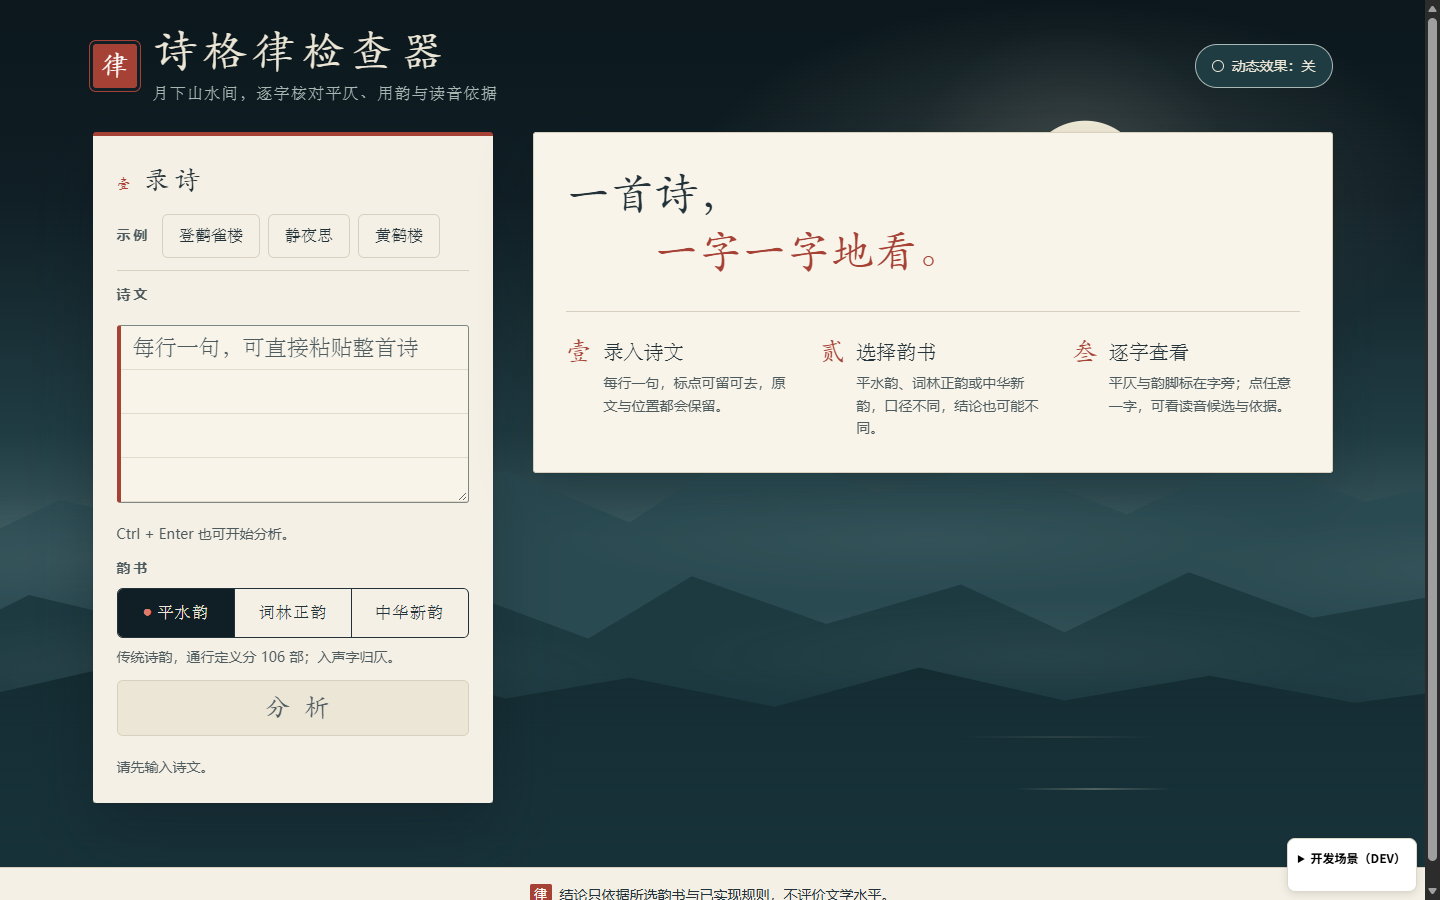 律
诗格律检查器
月下山水间，逐字核对平仄、用韵与读音依据
动态效果：关
壹 录诗
示例 登鹳雀楼 静夜思 黄鹤楼
诗文
每行一句，可直接粘贴整首诗
Ctrl + Enter 也可开始分析。
韵书
平水韵 词林正韵 中华新韵
传统诗韵，通行定义分 106 部；入声字归仄。
分析
请先输入诗文。
一首诗，
一字一字地看。
壹 录入诗文
每行一句，标点可留可去，原
文与位置都会保留。
贰 选择韵书
平水韵、词林正韵或中华新
韵，口径不同，结论也可能不
同。
叁 逐字查看
平仄与韵脚标在字旁；点任意
一字，可看读音候选与依据。
开发场景（DEV）
律 结论只依据所选韵书与已实现规则，不评价文学水平。